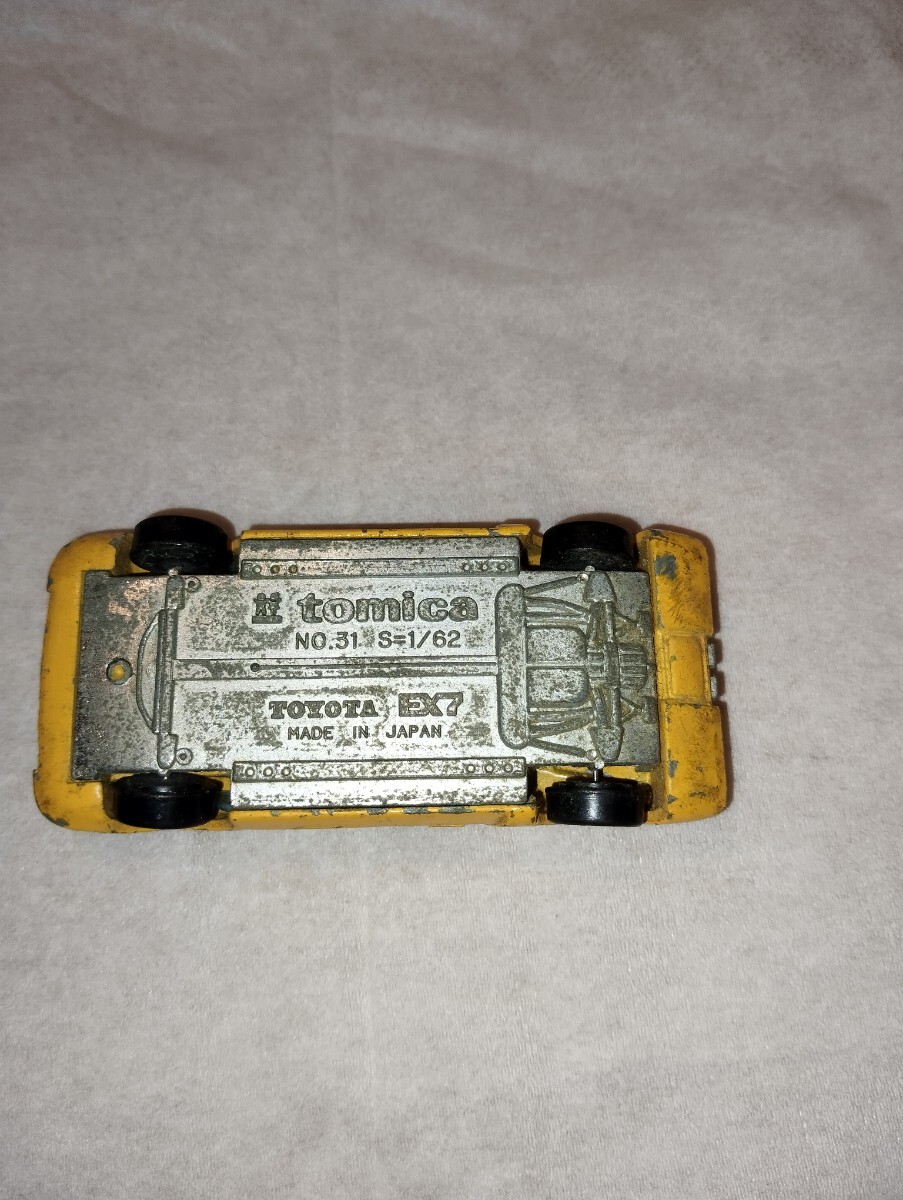 tomica
NO.31 S=1/62
TOYOTA EX7
MADE IN JAPAN